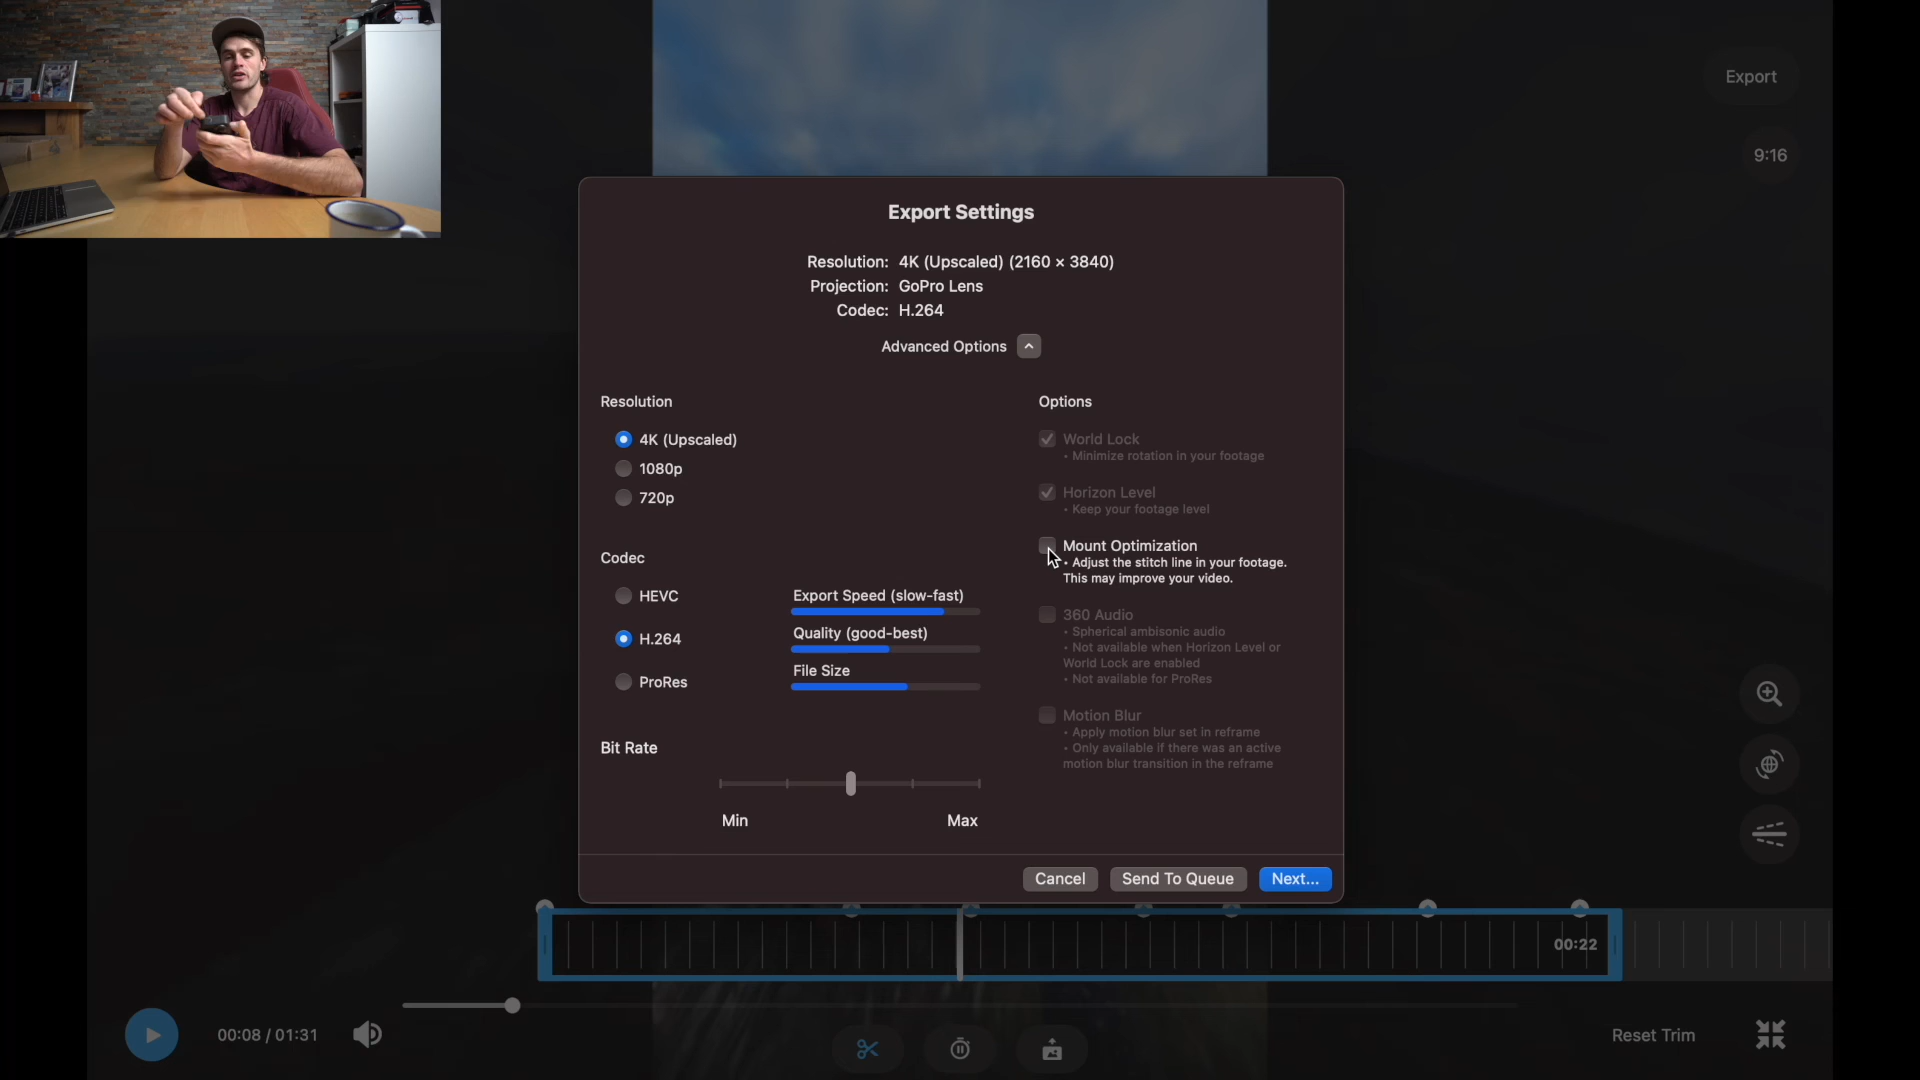 Export
9:16
Export Settings
Resolution: 4K (Upscaled) (2160 × 3840)
Projection: GoPro Lens
Codec: H.264
Advanced Options
Resolution
4K (Upscaled)
1080p
720p
Codec
HEVC
H.264
ProRes
Export Speed (slow-fast)
Quality (good-best)
File Size
Bit Rate
Min
Max
Options
World Lock
• Minimize rotation in your footage
Horizon Level
• Keep your footage level
Mount Optimization
• Adjust the stitch line in your footage.
This may improve your video.
360 Audio
• Spherical ambisonic audio
• Not available when Horizon Level or
World Lock are enabled
• Not available for ProRes
Motion Blur
• Apply motion blur set in reframe
• Only available if there was an active
motion blur transition in the reframe
Cancel
Send To Queue
Next...
00:22
00:08 / 01:31
Reset Trim